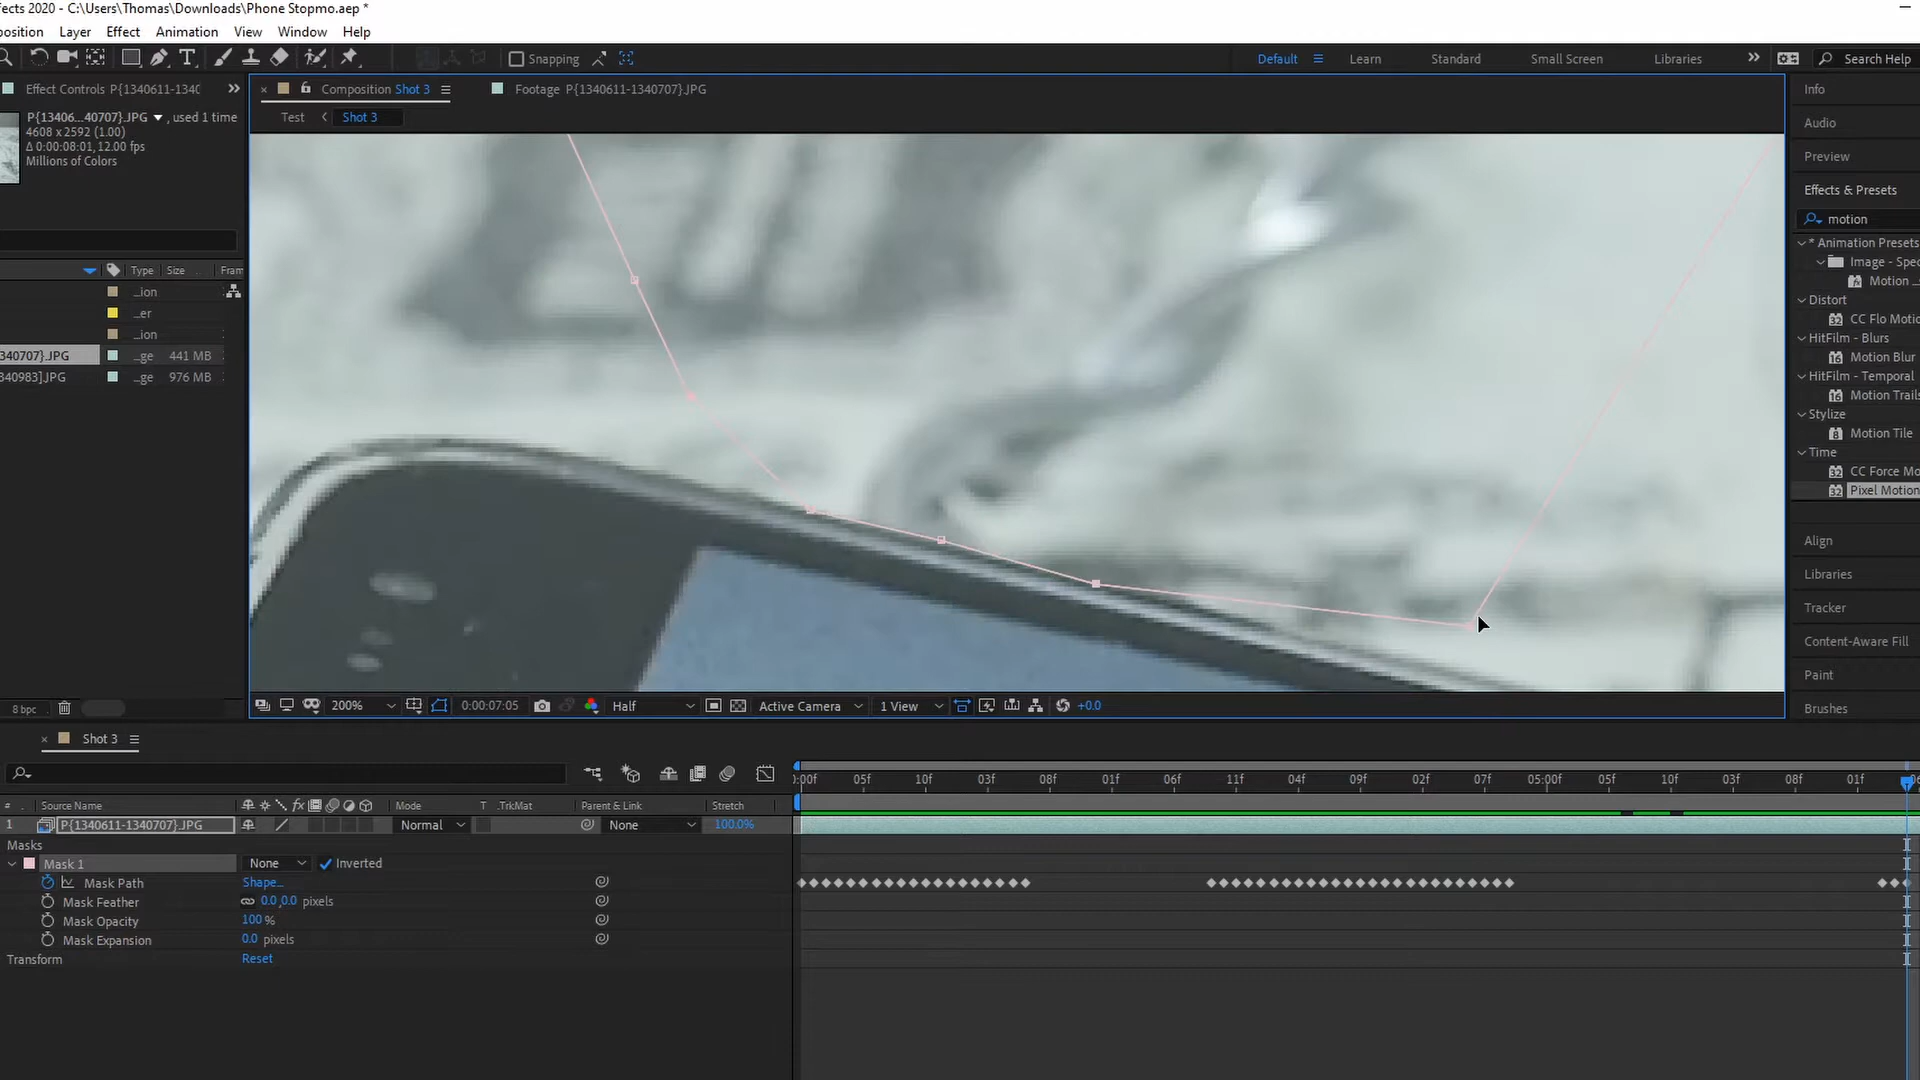 fects 2020 - C:\Users\Thomas\Downloads\Phone Stopmo.aep *
position Layer Effect Animation View Window Help
T Snapping Default Learn Standard Small Screen Libraries Search Help
Effect Controls P{1340611-1340 Composition Shot 3 Footage P{1340611-1340707}.JPG
Test Shot 3
P{13406...40707}.JPG , used 1 time
4608 x 2592 (1.00)
Δ 0:00:08:01, 12.00 fps
Millions of Colors
Type Size Fram
_ion
_er
_ion
340707}.JPG _ge 441 MB
340983].JPG _ge 976 MB
Info
Audio
Preview
Effects & Presets
motion
* Animation Presets
Image - Spec
Motion ..
Distort
CC Flo Motio
HitFilm - Blurs
Motion Blur
HitFilm - Temporal
Motion Trails
Stylize
Motion Tile
Time
CC Force Mo
Pixel Motion
Align
Libraries
Tracker
Content-Aware Fill
Paint
Brushes
8 bpc
200% 0:00:07:05 Half Active Camera 1 View +0.0
Shot 3
0:00f 05f 10f 03f 08f 01f 06f 11f 04f 09f 02f 07f 05:00f 05f 10f 03f 08f 01f 06
# Source Name fx Mode T .TrkMat Parent & Link Stretch
1 P{1340611-1340707}.JPG Normal None 100.0%
Masks
Mask 1 None Inverted
Mask Path Shape...
Mask Feather 0.0,0.0 pixels
Mask Opacity 100 %
Mask Expansion 0.0 pixels
Transform Reset